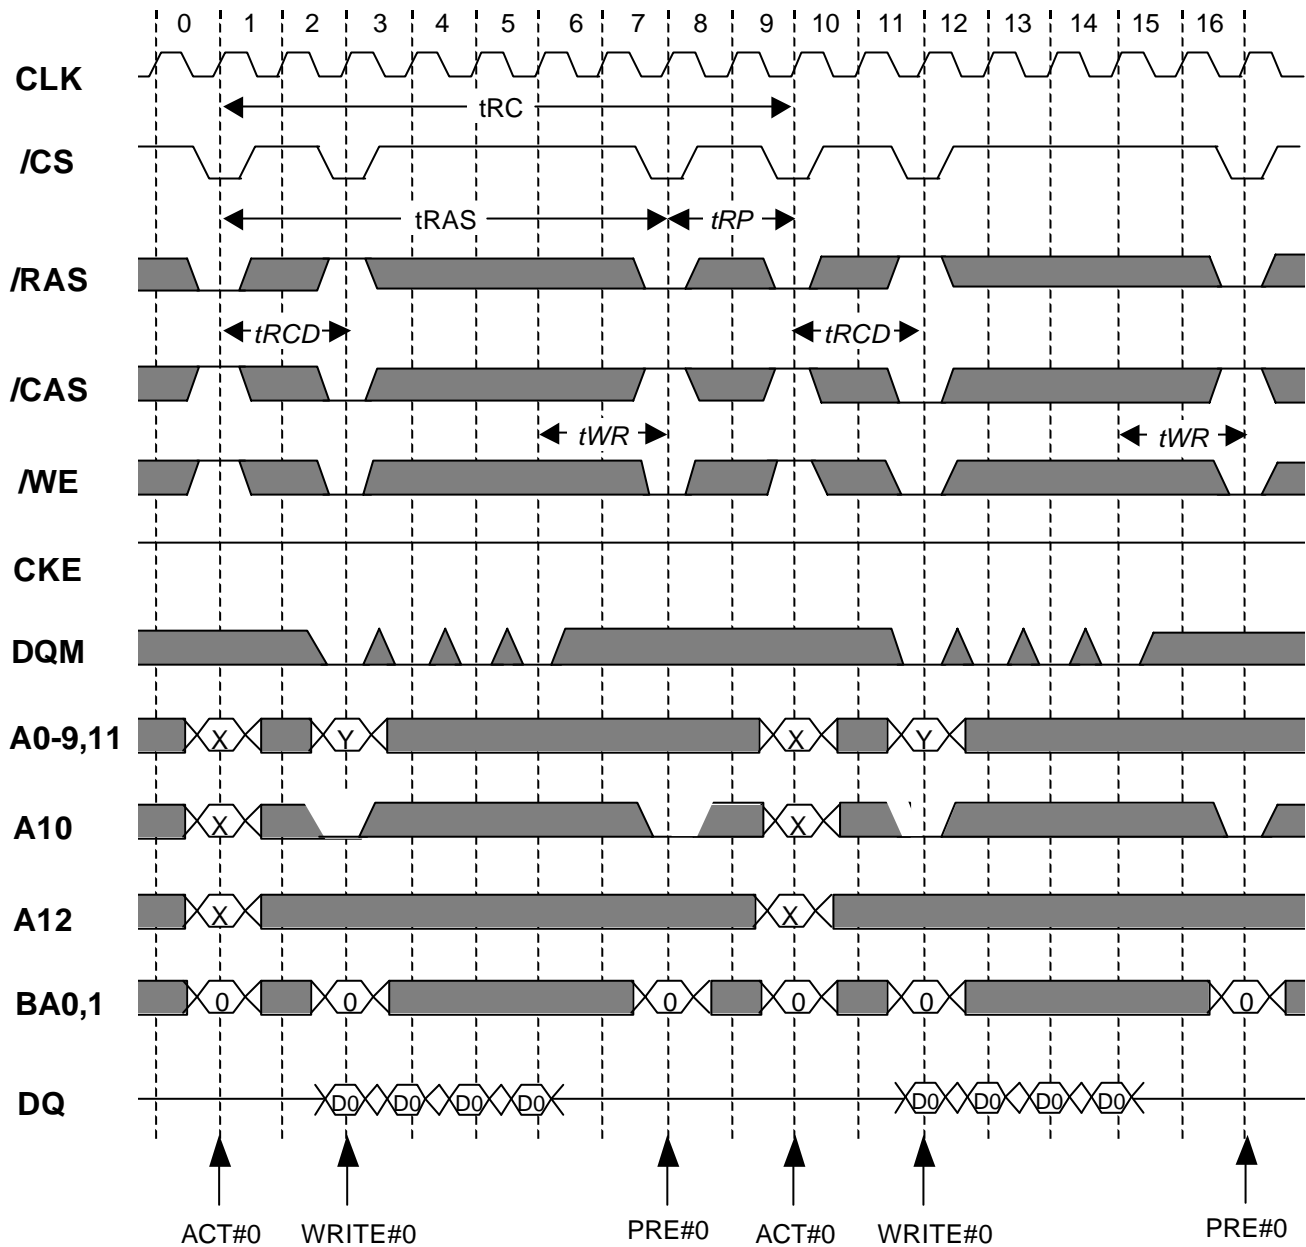 0 1 2 3 4 5 6 7 8 9 10 11 12 13 14 15 16
CLK
tRC
/CS
tRAS tRP
/RAS
tRCD tRCD
/CAS
tWR tWR
/WE
CKE
DQM
A0-9,11 X Y X Y
A10 X X
A12 X X
BA0,1 0 0 0 0 0 0
DQ D0 D0 D0 D0 D0 D0 D0 D0
ACT#0 WRITE#0 PRE#0 ACT#0 WRITE#0 PRE#0